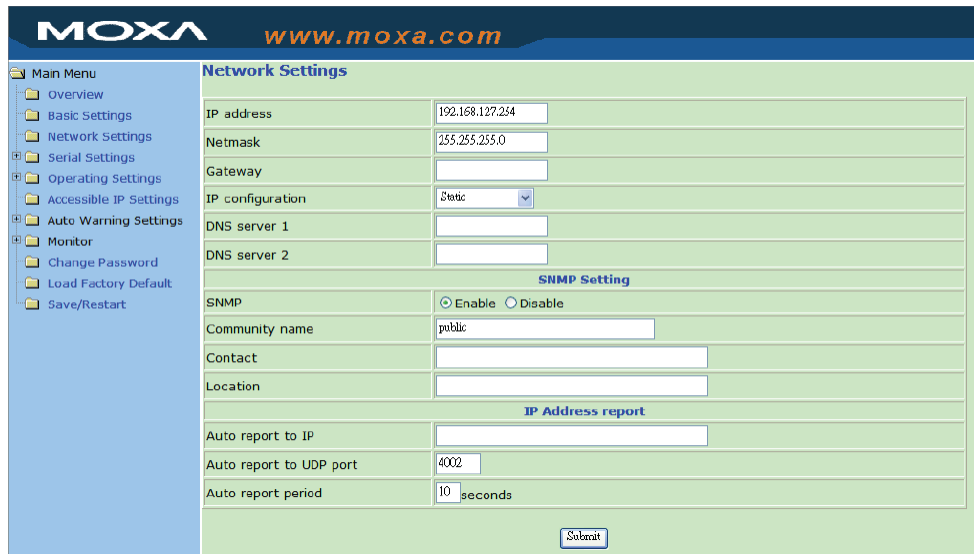 MOXA www.moxa.com
Main Menu
Overview
Basic Settings
Network Settings
Serial Settings
Operating Settings
Accessible IP Settings
Auto Warning Settings
Monitor
Change Password
Load Factory Default
Save/Restart
Network Settings
IP address 192.168.127.254
Netmask 255.255.255.0
Gateway
IP configuration Static
DNS server 1
DNS server 2
SNMP Setting
SNMP Enable Disable
Community name public
Contact
Location
IP Address report
Auto report to IP
Auto report to UDP port 4002
Auto report period 10 seconds
Submit